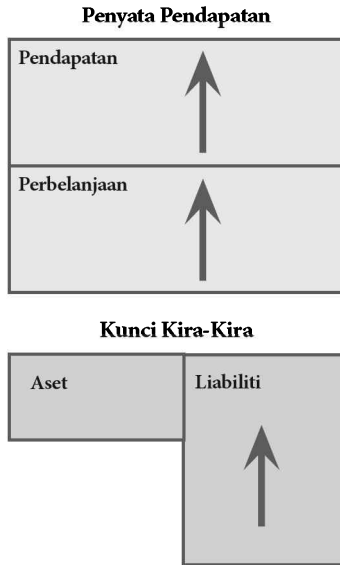 Penyata Pendapatan
Pendapatan
Perbelanjaan
Kunci Kira-Kira
Aset
Liabiliti